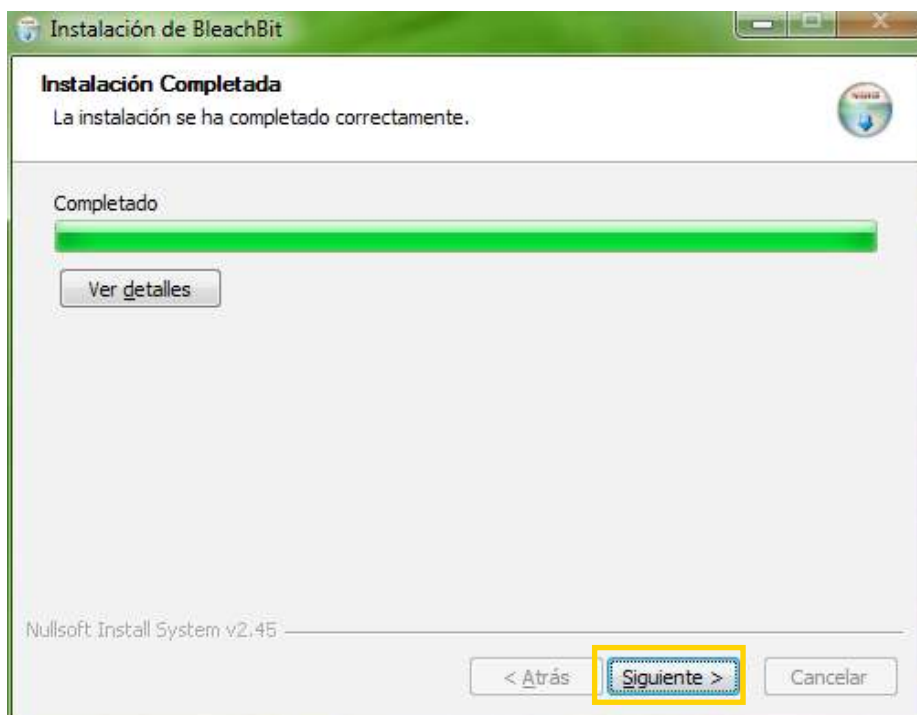 Instalación de BleachBit
Instalación Completada
La instalación se ha completado correctamente.
Completado
Ver detalles
Nullsoft Install System v2.45
< Atrás
Siguiente >
Cancelar